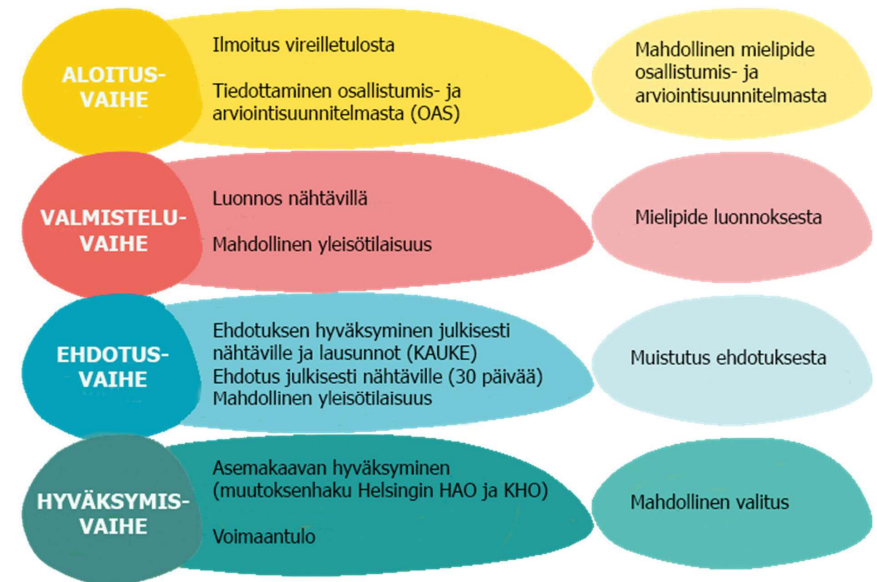 ALOITUS-
VAIHE
Ilmoitus vireilletulosta
Tiedottaminen osallistumis- ja
arviointisuunnitelmasta (OAS)
Mahdollinen mielipide
osallistumis- ja
arviointisuunnitelmasta
VALMISTELU-
VAIHE
Luonnos nähtävillä
Mahdollinen yleisötilaisuus
Mielipide luonnoksesta
EHDOTUS-
VAIHE
Ehdotuksen hyväksyminen julkisesti
nähtäville ja lausunnot (KAUKE)
Ehdotus julkisesti nähtäville (30 päivää)
Mahdollinen yleisötilaisuus
Muistutus ehdotuksesta
HYVÄKSYMIS-
VAIHE
Asemakaavan hyväksyminen
(muutoksenhaku Helsingin HAO ja KHO)
Voimaantulo
Mahdollinen valitus